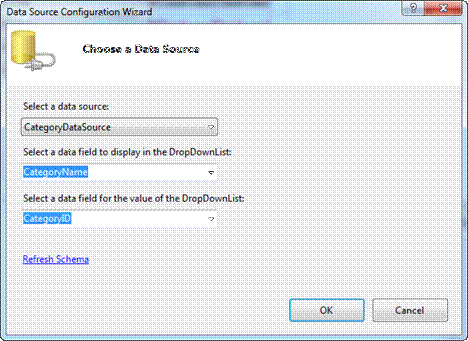 Data Source Configuration Wizard
Choose a Data Source
Select a data source:
CategoryDataSource
Select a data field to display in the DropDownList:
CategoryName
Select a data field for the value of the DropDownList:
CategoryID
Refresh Schema
OK Cancel